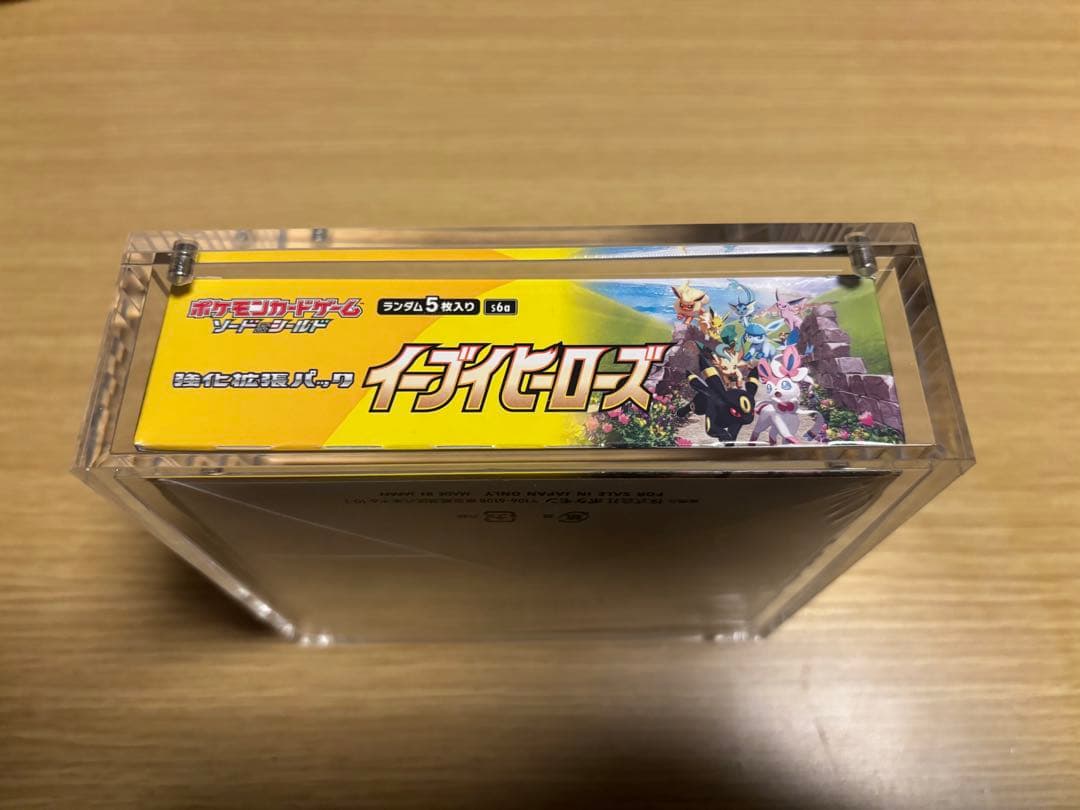 ポケモンカードゲーム
ソード&シールド
ランダム5枚入り s6a
強化拡張パック イーブイヒーローズ
FOR SALE IN JAPAN ONLY MADE IN JAPAN